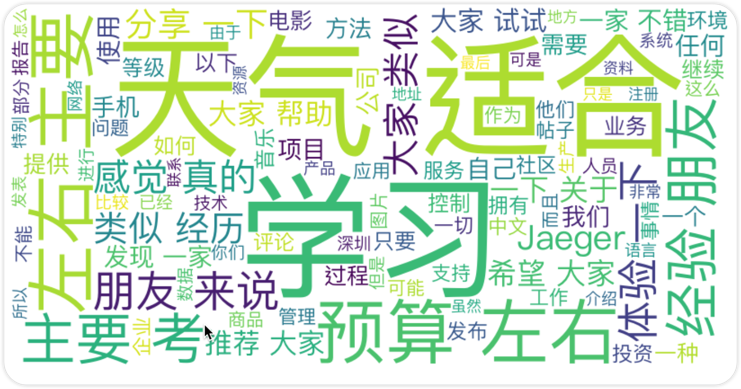 天气 适合
学习
预算 左右
主要 考
朋友 来说
左右 主要
感觉 真的
类似 经历
大家 类似
体验 一下
经验 朋友
Jaeger
分享 一下
电影
方法
大家 试试
一家 不错
环境
地方
怎么
由于
使用
以下
公司
需要
系统
任何
报告
部分
等级
资源
大家 帮助
可是
最后
资料
继续
这么
网络
手机
地址
作为
他们
只是
注册
特别
问题
如何
音乐
项目
帖子
业务
提供
进行
联系
产品
应用
服务
自己
社区
生产
人员
发表
比较
已经
技术
图片
控制
拥有
一下 关于
而且
我们
非常
事情
一个
不能
发现 一家
你们
评论
深圳
只要
一切
中文
语言
数据
过程
但是
支持
希望 大家
所以
可能
企业
商品
管理
虽然
工作
介绍
推荐 大家
发布
投资
一种